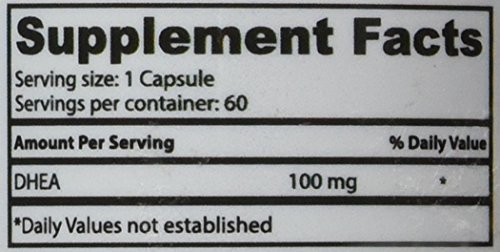 Supplement Facts
Serving size: 1 Capsule
Servings per container: 60
Amount Per Serving % Daily Value
DHEA 100 mg *
*Daily Values not established